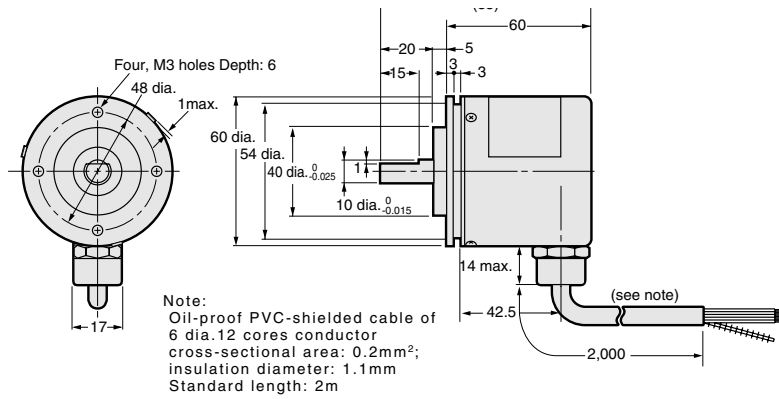 60
20
5
Four, M3 holes Depth: 6
3
48 dia.
15
3
1max.
60 dia.
54 dia.
40 dia. 0 -0.025
1
10 dia. 0 -0.015
14 max.
(see note)
17
42.5
2,000
Note:
Oil-proof PVC-shielded cable of
6 dia.12 cores conductor
cross-sectional area: 0.2mm²;
insulation diameter: 1.1mm
Standard length: 2m